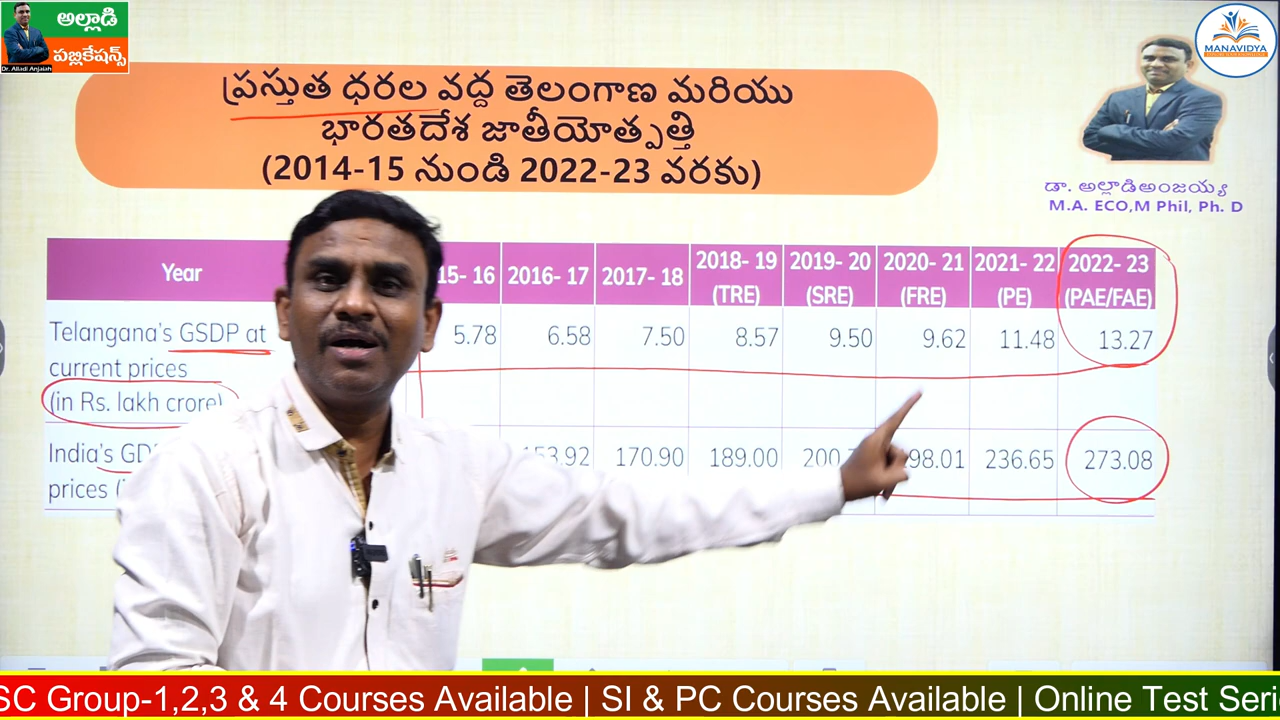 అల్లాడి
పబ్లికేషన్స్
Dr. Alladi Anjaiah
MANAVIDYA
ప్రస్తుత ధరల వద్ద తెలంగాణ మరియు
భారతదేశ జాతీయోత్పత్తి
(2014-15 నుండి 2022-23 వరకు)
డా. అల్లాడిఅంజయ్య
M.A. ECO,M Phil, Ph. D
Year 15- 16 2016- 17 2017- 18 2018- 19 (TRE) 2019- 20 (SRE) 2020- 21 (FRE) 2021- 22 (PE) 2022- 23 (PAE/FAE)
Telangana's GSDP at 5.78 6.58 7.50 8.57 9.50 9.62 11.48 13.27
current prices
(in Rs. lakh crore)
India's GD 53.92 170.90 189.00 200. 98.01 236.65 273.08
prices (i
SC Group-1,2,3 & 4 Courses Available | SI & PC Courses Available | Online Test Seri